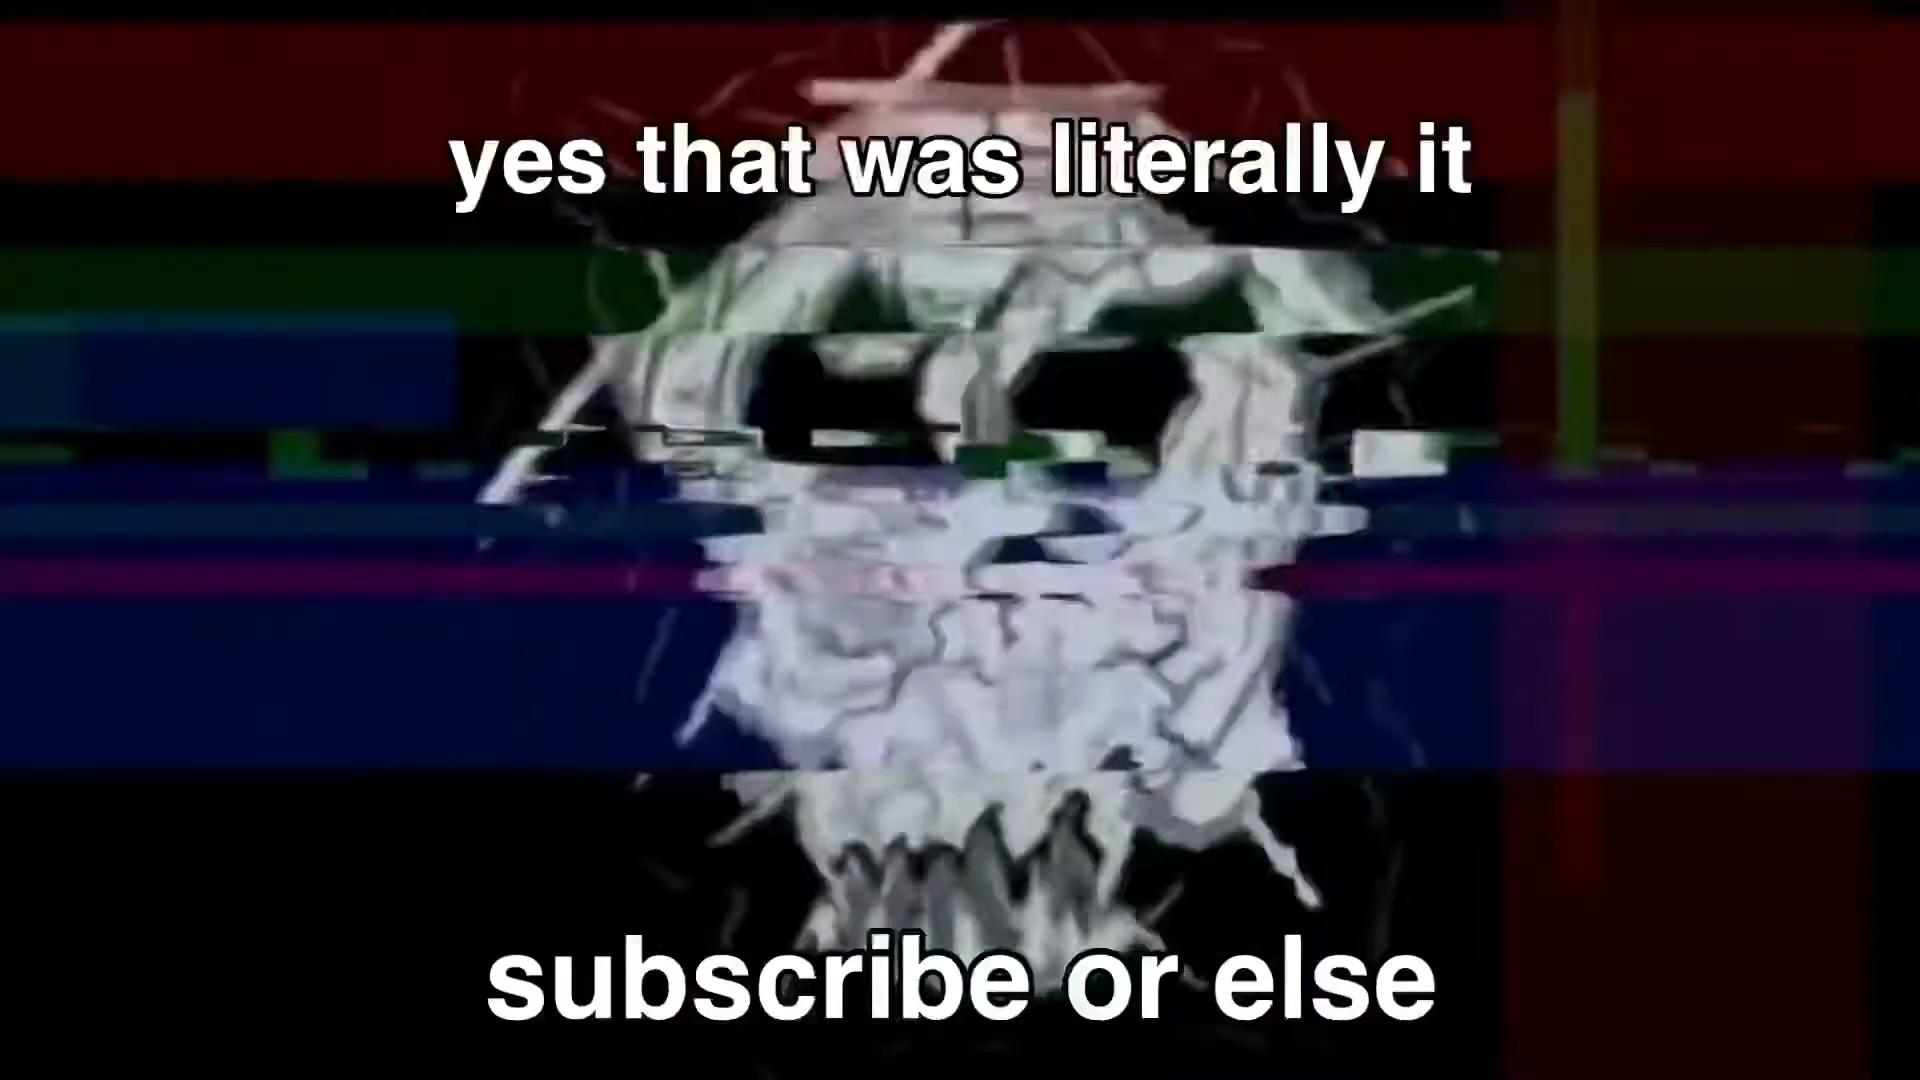 yes that was literally it
subscribe or else